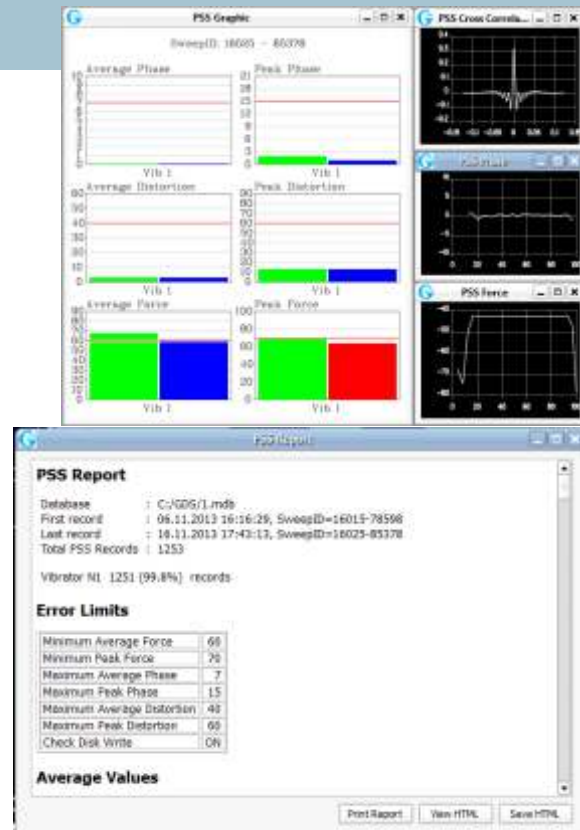 PSS Graphic
SweepID: 16025 - 85378
Average Phase
Peak Phase
Vib 1
Vib 1
Average Distortion
Peak Distortion
Vib 1
Vib 1
Average Force
Peak Force
Vib 1
Vib 1
PSS Cross Correla...
PSS Force
PSS Report
PSS Report
Database : C:/GDS/1.mdb
First record : 06.11.2013 16:16:29, SweepID=16015-78598
Last record : 16.11.2013 17:43:13, SweepID=16025-85378
Total PSS Records : 1253
Vibrator N1 1251 (99.8%) records
Error Limits
Minimum Average Force 60
Minimum Peak Force 70
Maximum Average Phase 7
Maximum Peak Phase 15
Maximum Average Distortion 40
Maximum Peak Distortion 60
Check Disk Write ON
Average Values
Print Report View HTML Save HTML